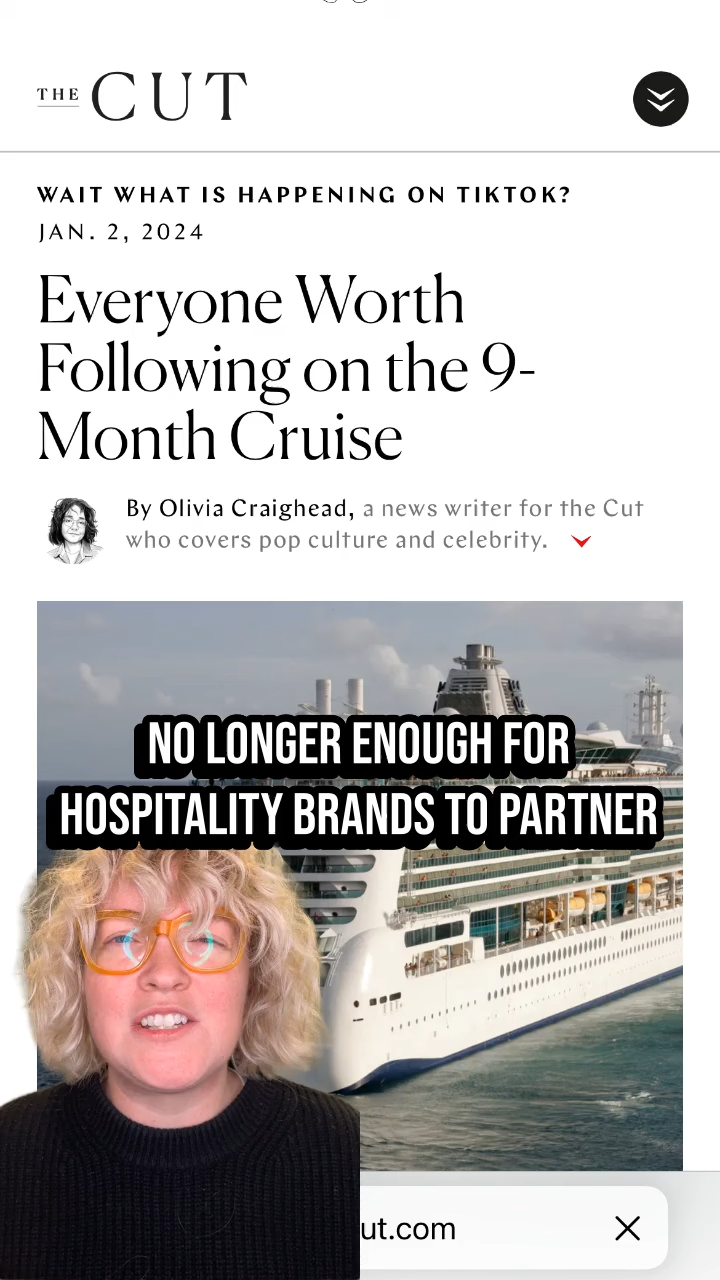 THE CUT
WAIT WHAT IS HAPPENING ON TIKTOK?
JAN. 2, 2024
Everyone Worth
Following on the 9-
Month Cruise
By Olivia Craighead, a news writer for the Cut
who covers pop culture and celebrity.
NO LONGER ENOUGH FOR
HOSPITALITY BRANDS TO PARTNER
ut.com